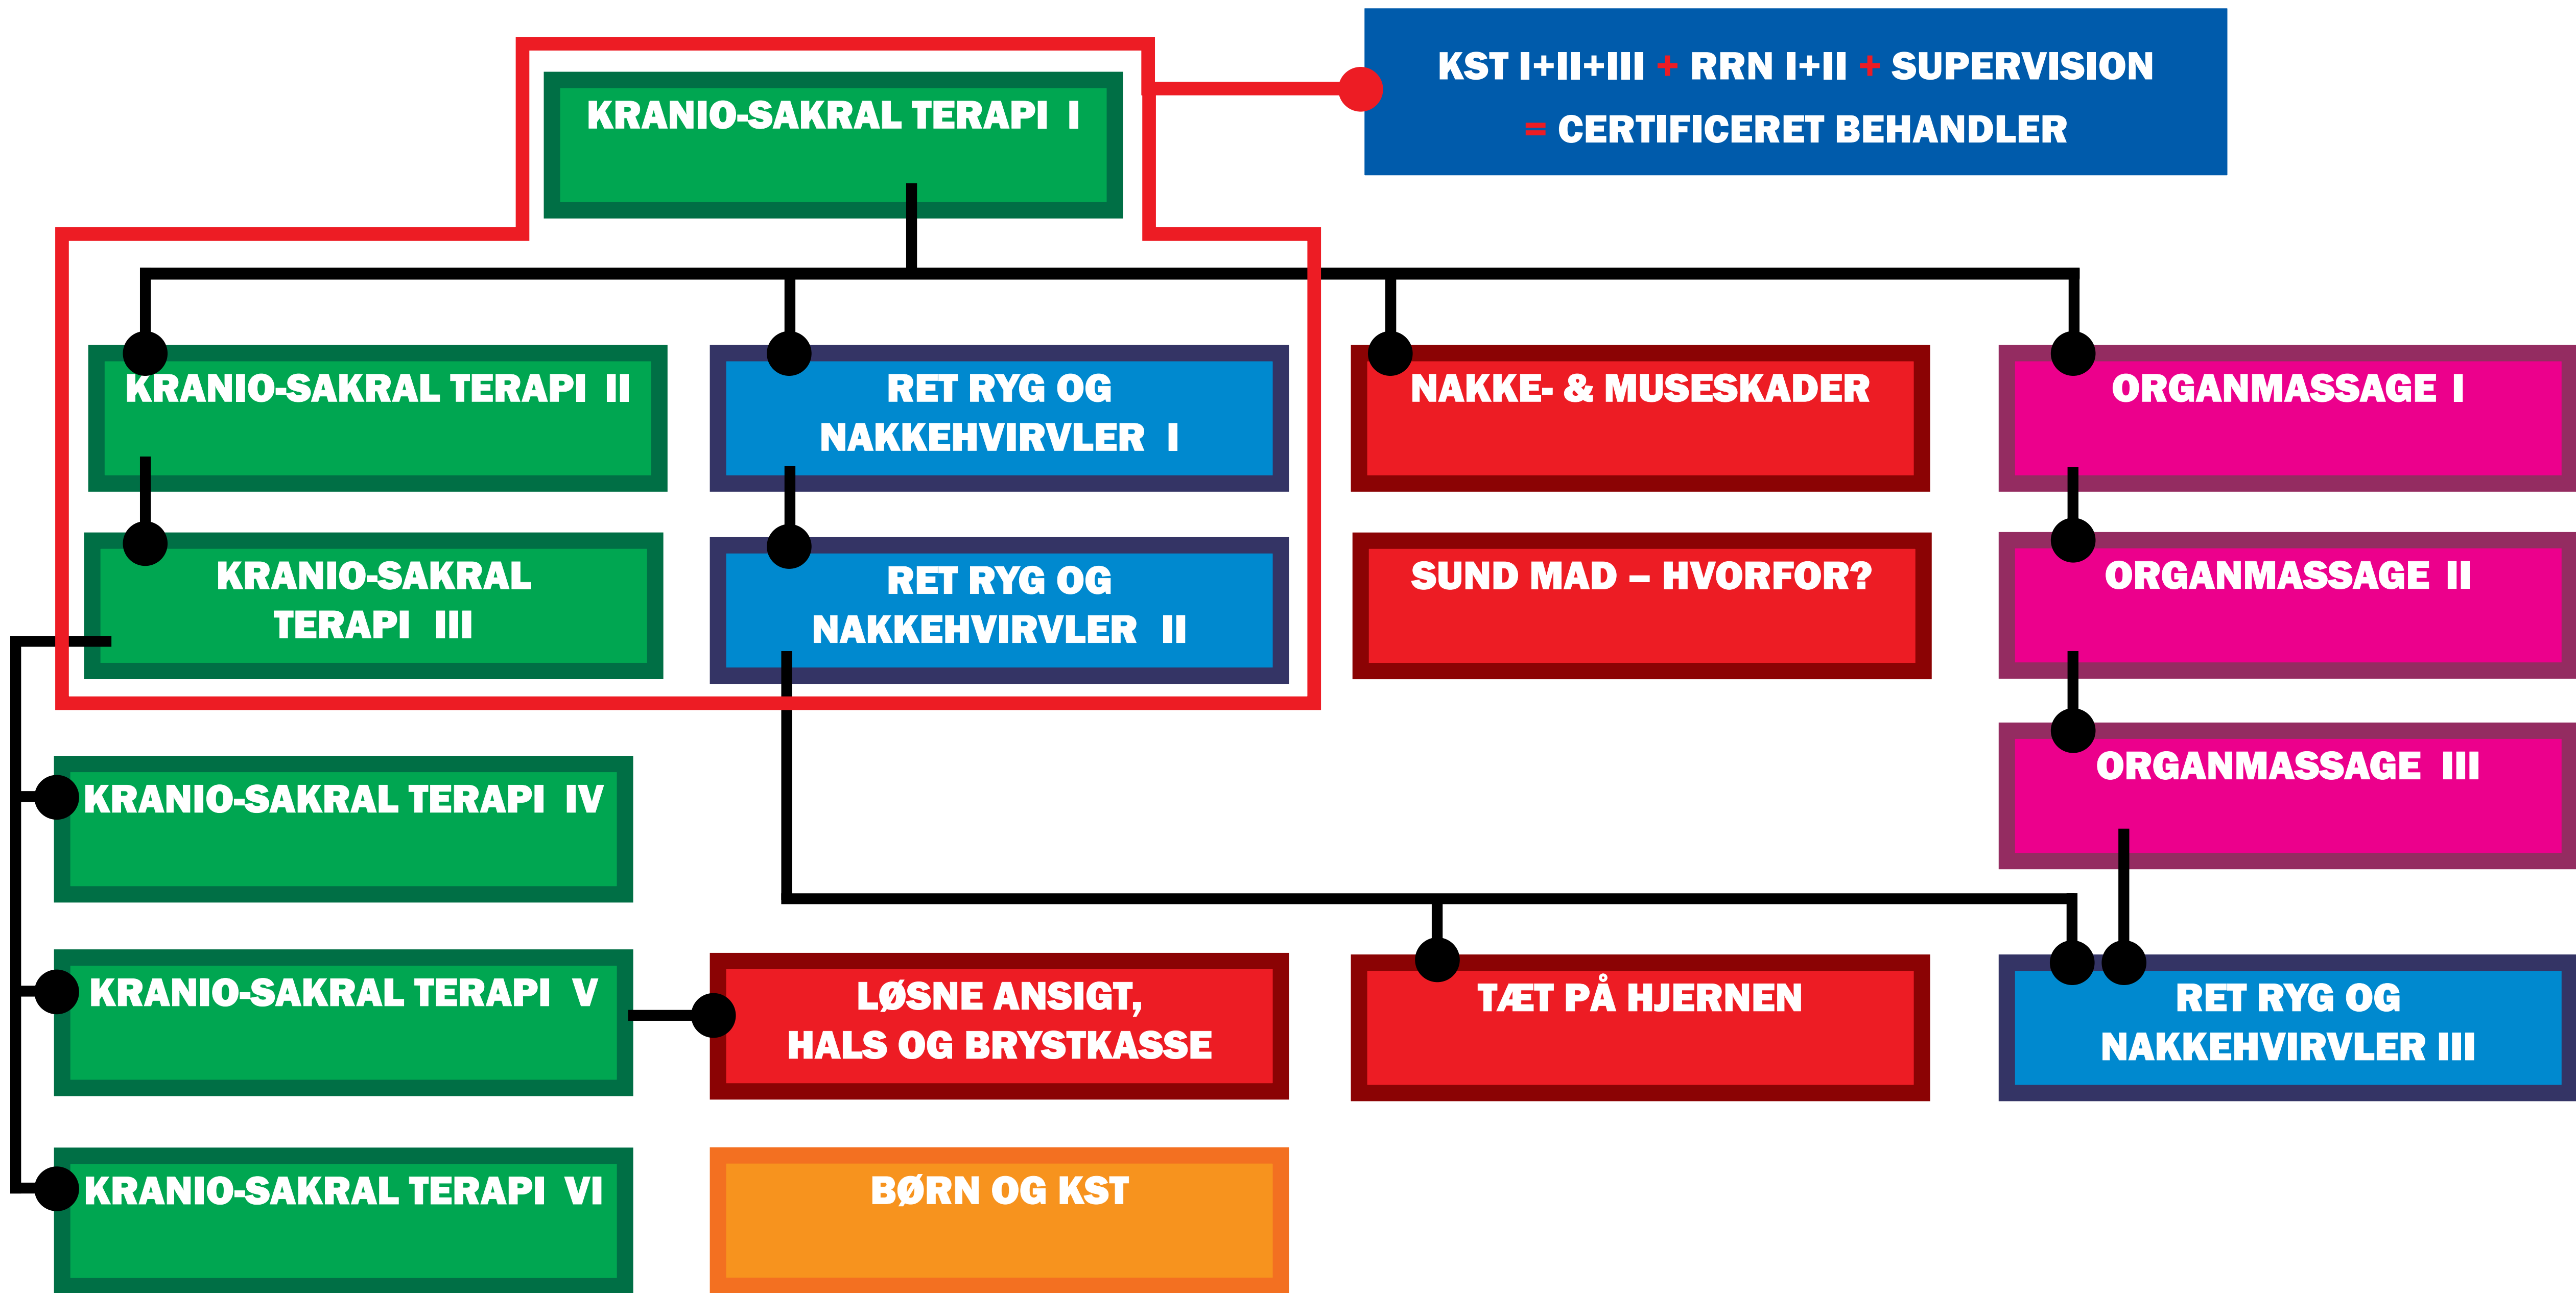 KRANIO-SAKRAL TERAPI I
KST I+II+III + RRN I+II + SUPERVISION
= CERTIFICERET BEHANDLER
KRANIO-SAKRAL TERAPI II
RET RYG OG
NAKKEHVIRVLER I
NAKKE- & MUSESKADER
ORGANMASSAGE I
KRANIO-SAKRAL
TERAPI III
RET RYG OG
NAKKEHVIRVLER II
SUND MAD – HVORFOR?
ORGANMASSAGE II
ORGANMASSAGE III
KRANIO-SAKRAL TERAPI IV
KRANIO-SAKRAL TERAPI V
LØSNE ANSIGT,
HALS OG BRYSTKASSE
TÆT PÅ HJERNEN
RET RYG OG
NAKKEHVIRVLER III
KRANIO-SAKRAL TERAPI VI
BØRN OG KST